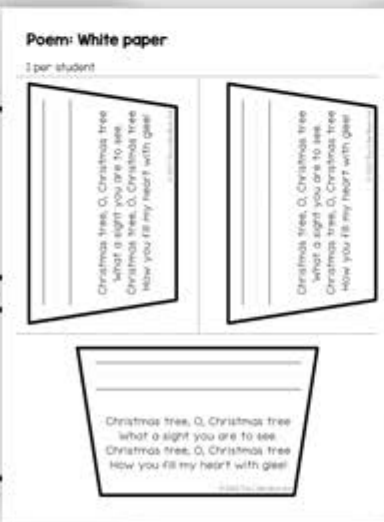 Poem: White paper
1 per student
Christmas tree, O, Christmas tree
What a sight you are to see.
Christmas tree, O, Christmas tree
How you fill my heart with glee!
Christmas tree, O, Christmas tree
What a sight you are to see.
Christmas tree, O, Christmas tree
How you fill my heart with glee!
Christmas tree, O, Christmas tree
What a sight you are to see.
Christmas tree, O, Christmas tree
How you fill my heart with glee!